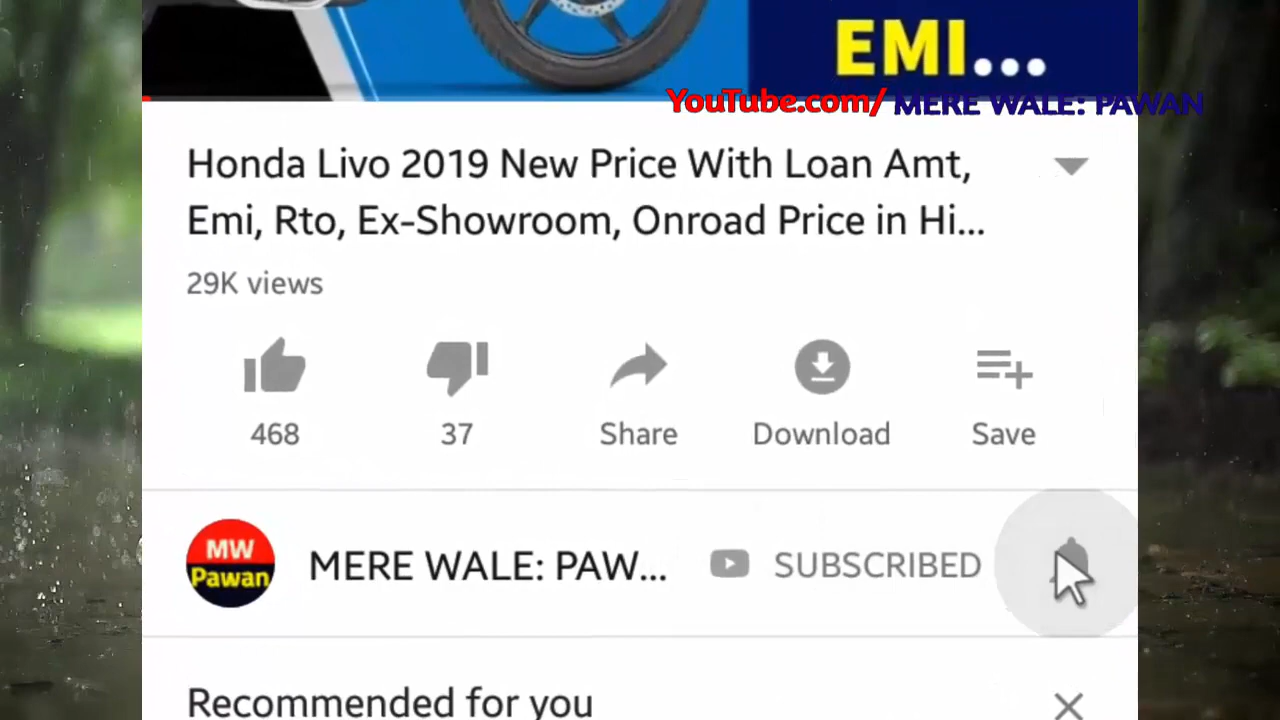 EMI...
YouTube.com/ MERE WALE: PAWAN
Honda Livo 2019 New Price With Loan Amt,
Emi, Rto, Ex-Showroom, Onroad Price in Hi...
29K views
468 37 Share Download Save
MW
Pawan
MERE WALE: PAW... SUBSCRIBED
Recommended for you